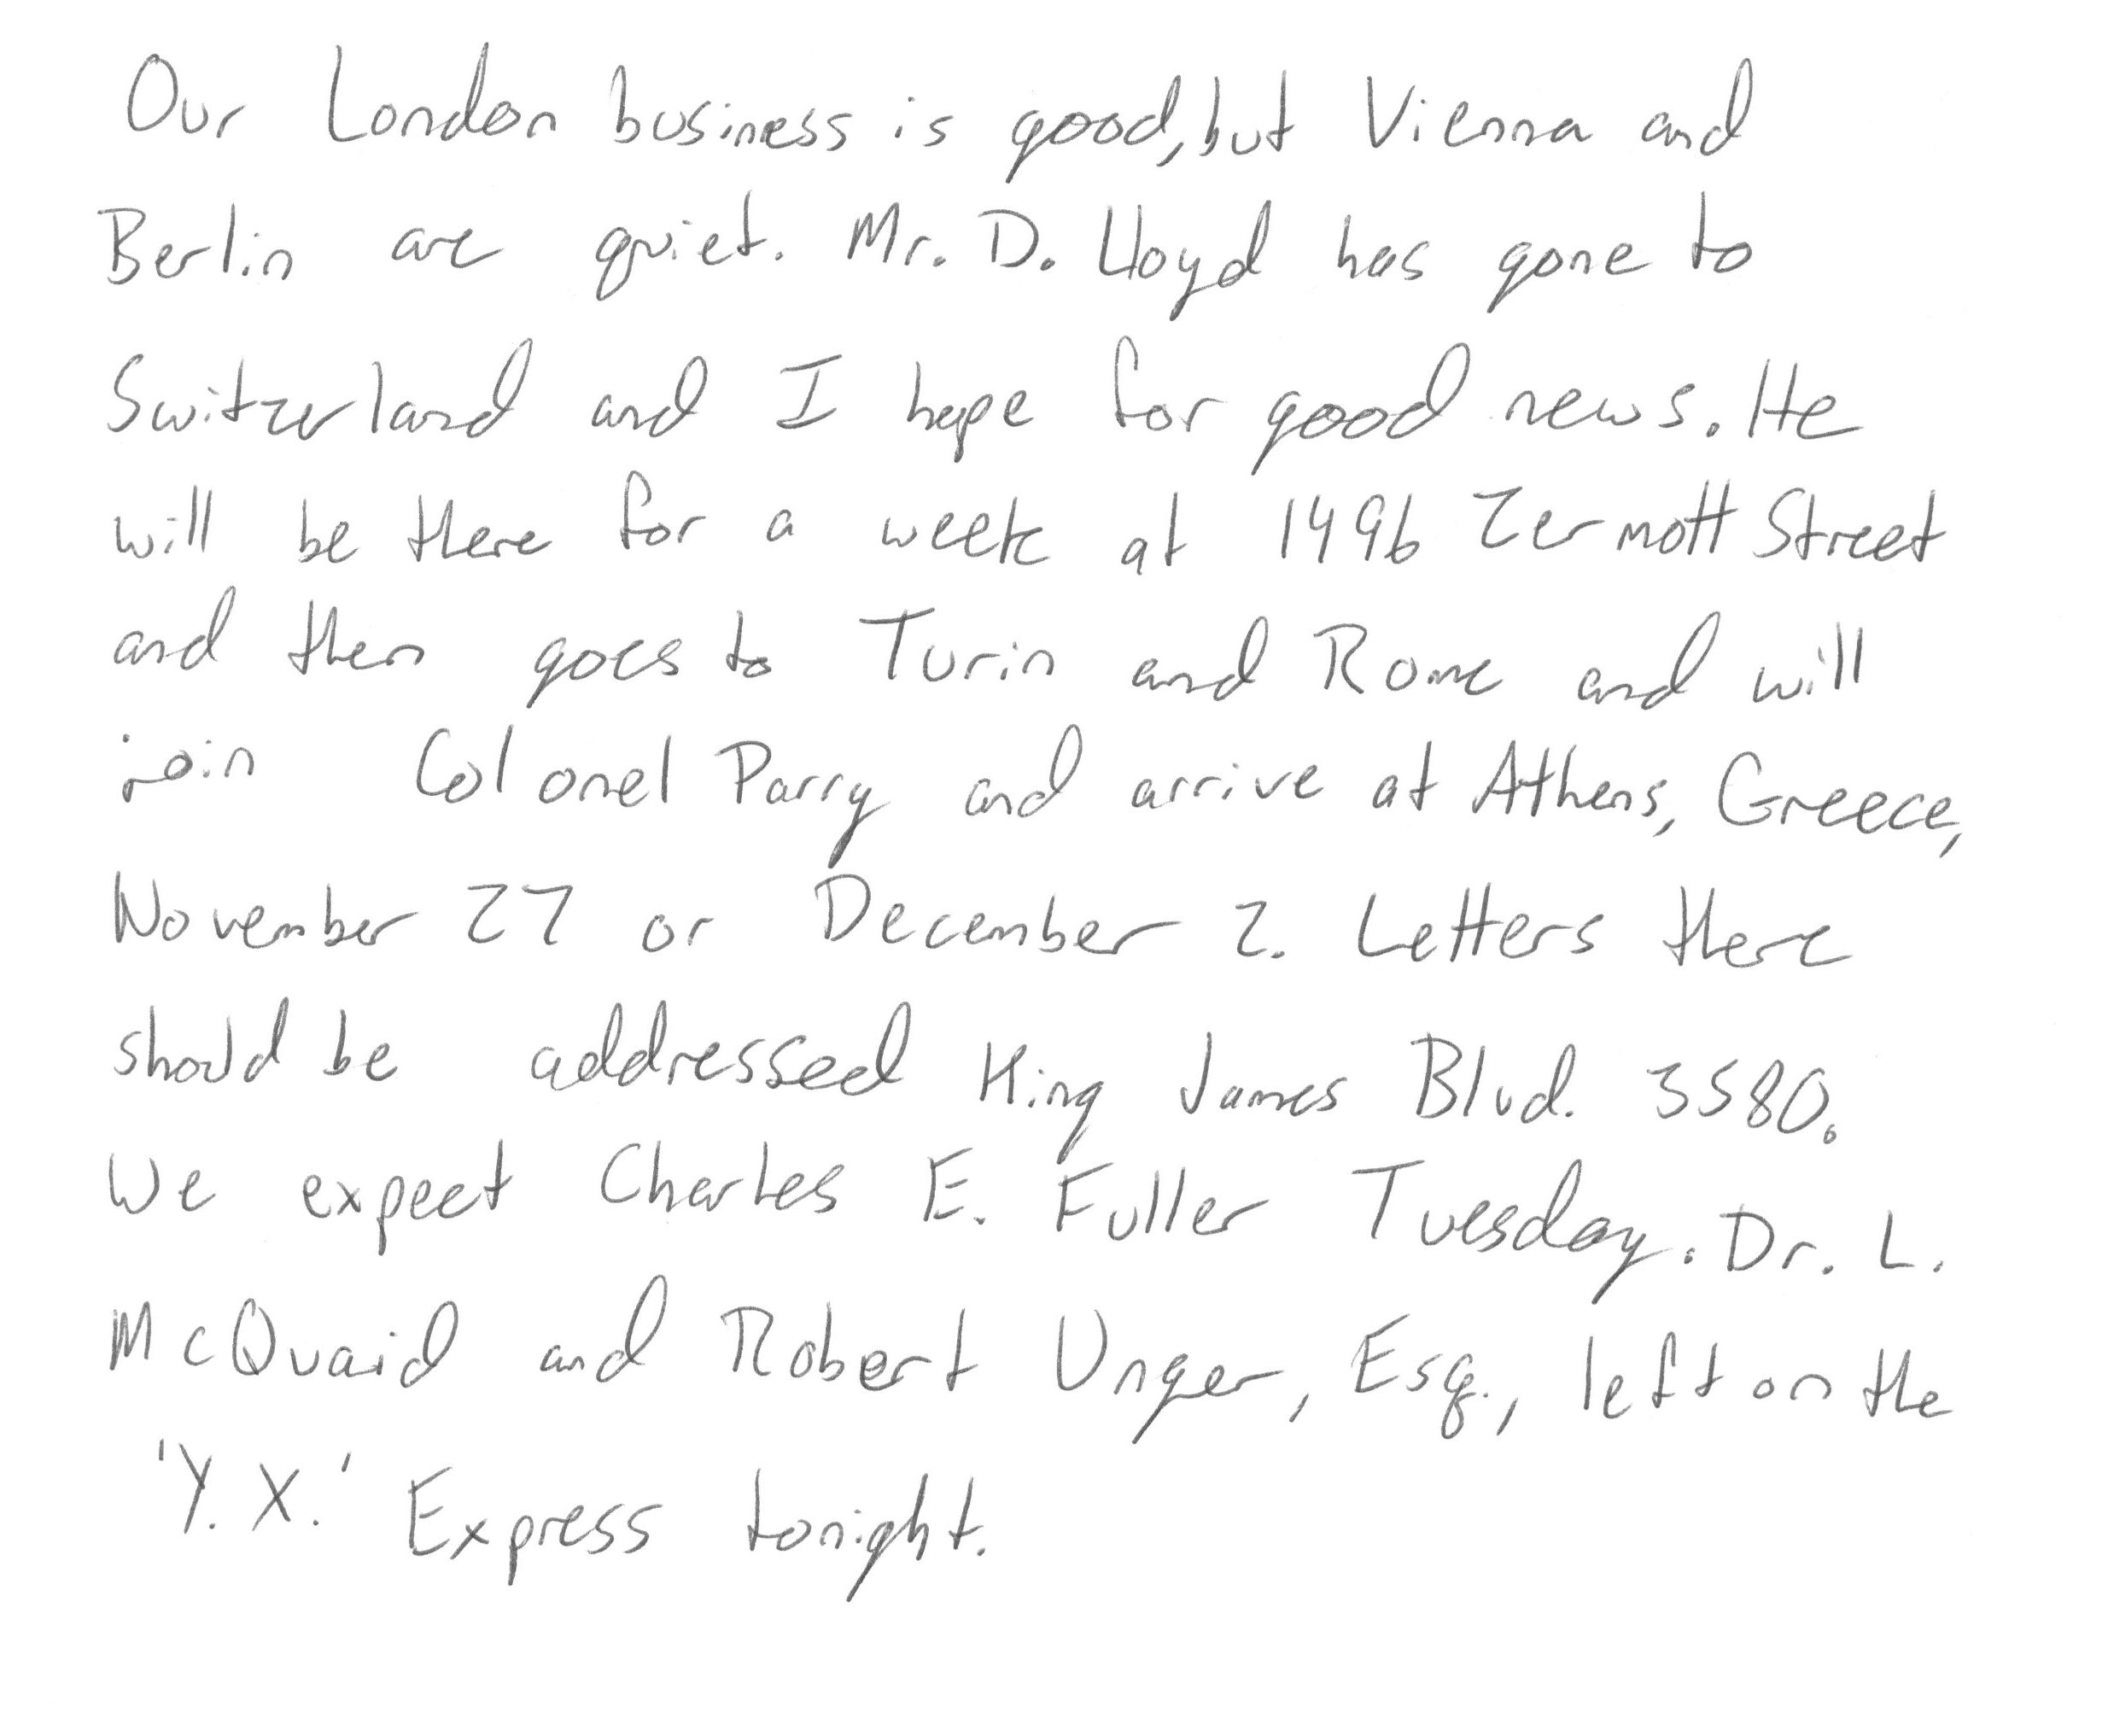 Our London business is good, but Vienna and
Berlin are quiet. Mr. D. Lloyd has gone to
Switzerland and I hope for good news. He
will be there for a week at 1496 Zermott Street
and then goes to Turin and Rome and will
join Colonel Parry and arrive at Athens, Greece,
November 27 or December 2. Letters there
should be addressed King James Blvd. 3580.
We expect Charles E. Fuller Tuesday. Dr. L.
McQuaid and Robert Unger, Esq., left on the
'Y.X.' Express tonight.